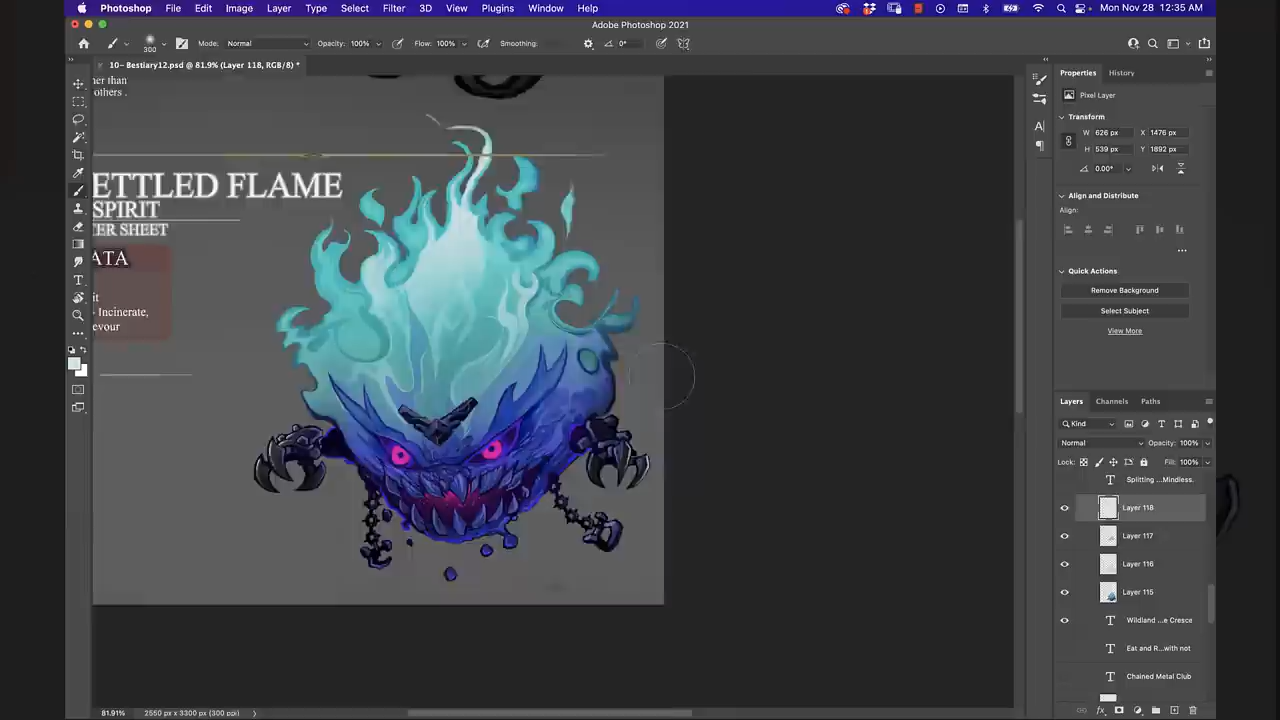 Photoshop File Edit Image Layer Type Select Filter 3D View Plugins Window Help Mon Nov 28 12:35 AM
Adobe Photoshop 2021
300 Mode: Normal Opacity: 100% Flow: 100% Smoothing: 0°
10– Bestiary12.psd @ 81.9% (Layer 118, RGB/8) *
her than
others .
ETTLED FLAME
SPIRIT
TER SHEET
ATA
it
- Incinerate,
evour
Properties History
Pixel Layer
Transform
W 626 px X 1476 px
H 539 px Y 1892 px
0.00°
Align and Distribute
Align:
Quick Actions
Remove Background
Select Subject
View More
Layers Channels Paths
Kind
Normal Opacity: 100%
Lock: Fill: 100%
Splitting ...Mindless.
Layer 118
Layer 117
Layer 116
Layer 115
Wildland ...e Cresce
Eat and R...with not
Chained Metal Club
81.91% 2550 px x 3300 px (300 ppi)